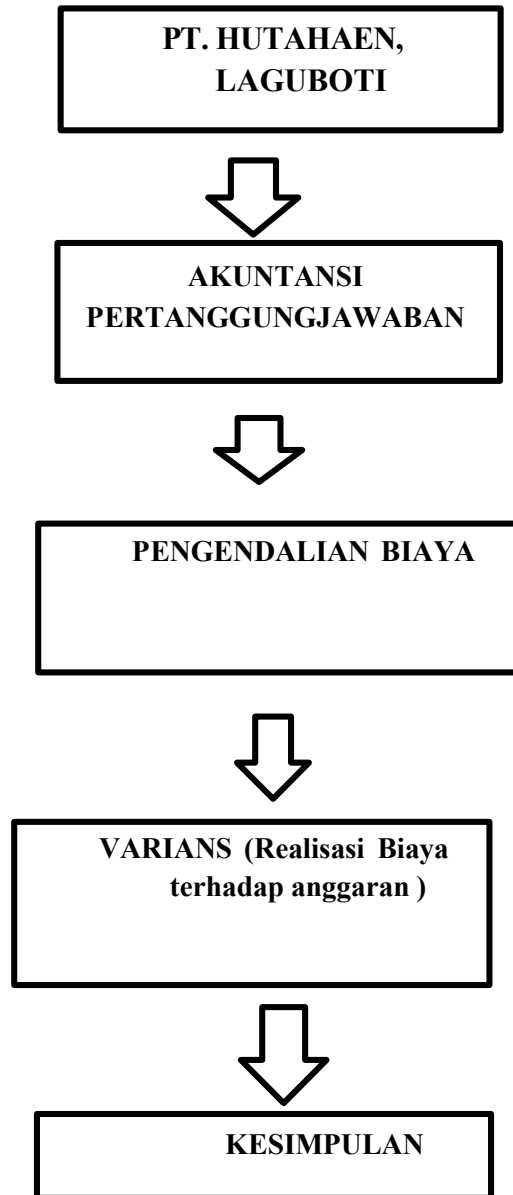 PT. HUTAHAEN,
LAGUBOTI
AKUNTANSI
PERTANGGUNGJAWABAN
PENGENDALIAN BIAYA
VARIANS (Realisasi Biaya
terhadap anggaran )
KESIMPULAN